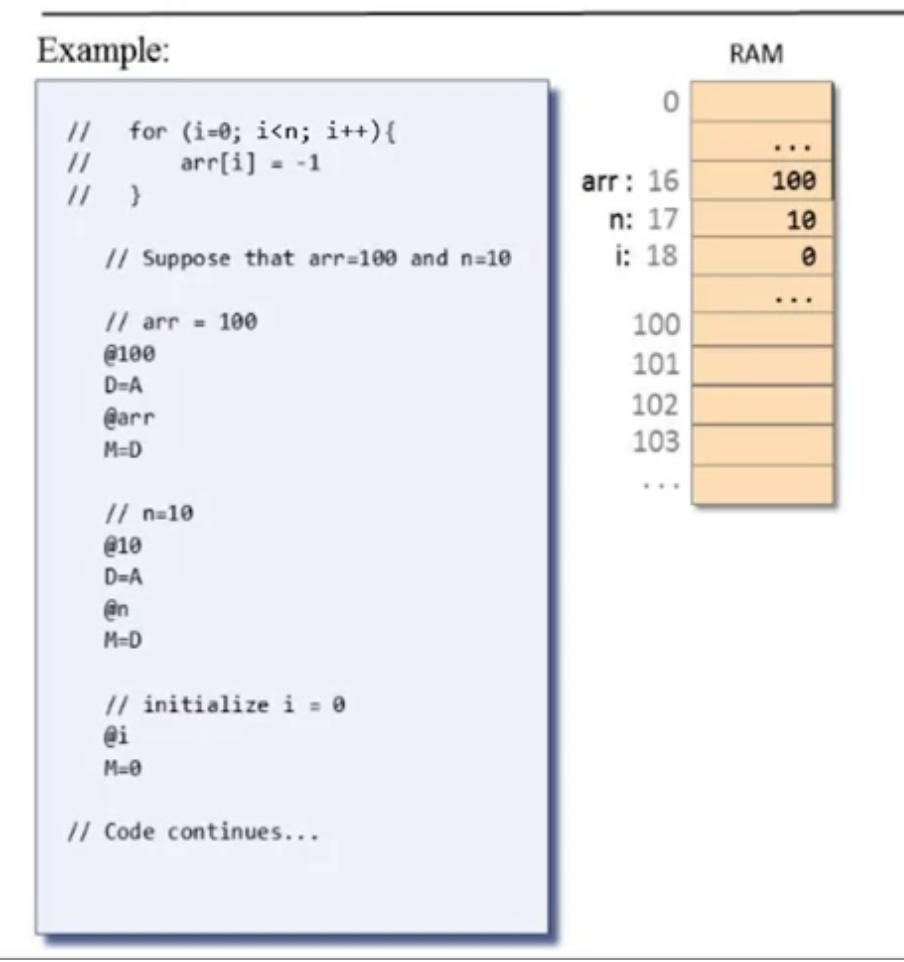 Example:
//   for (i=0; i<n; i++){
//       arr[i] = -1
//   }
// Suppose that arr=100 and n=10
// arr = 100
@100
D=A
@arr
M=D
// n=10
@10
D=A
@n
M=D
// initialize i = 0
@i
M=0
// Code continues...
RAM
0
...
arr: 16 100
n: 17 10
i: 18 0
...
100
101
102
103
...